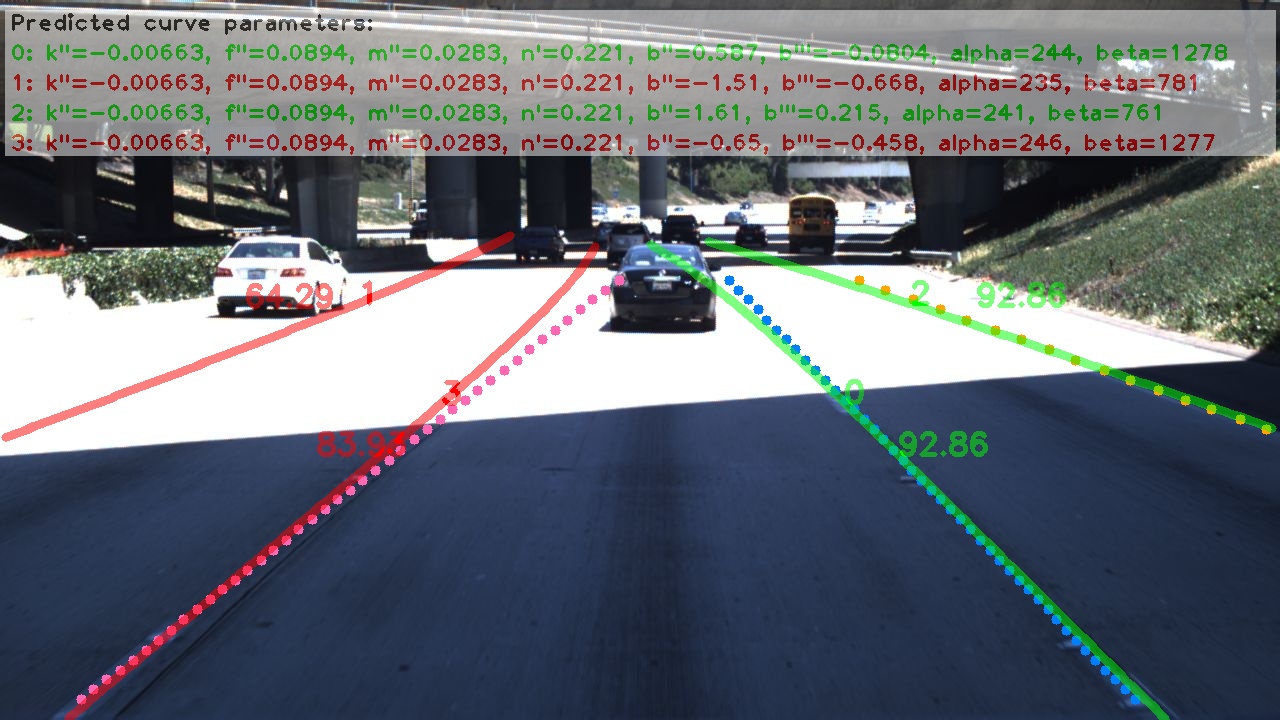 Predicted curve parameters:
0: k''=-0.00663, f''=0.0894, m''=0.0283, n'=0.221, b''=0.587, b'''=-0.0804, alpha=244, beta=1278
1: k''=-0.00663, f''=0.0894, m''=0.0283, n'=0.221, b''=-1.51, b'''=-0.668, alpha=235, beta=781
2: k''=-0.00663, f''=0.0894, m''=0.0283, n'=0.221, b''=1.61, b'''=0.215, alpha=241, beta=761
3: k''=-0.00663, f''=0.0894, m''=0.0283, n'=0.221, b''=-0.65, b'''=-0.458, alpha=246, beta=1277
64.29 1
2 92.86
3
0
92.86